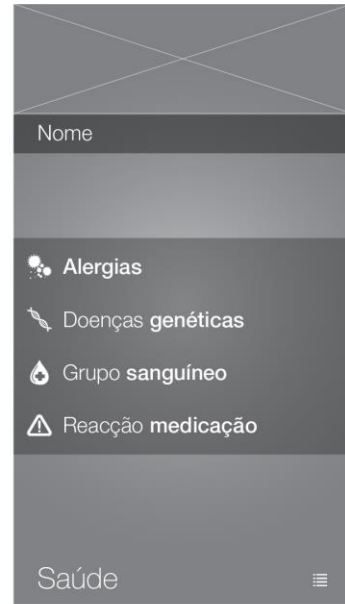 Nome
Alergias
Doenças genéticas
Grupo sanguíneo
Reacção medicação
Saúde